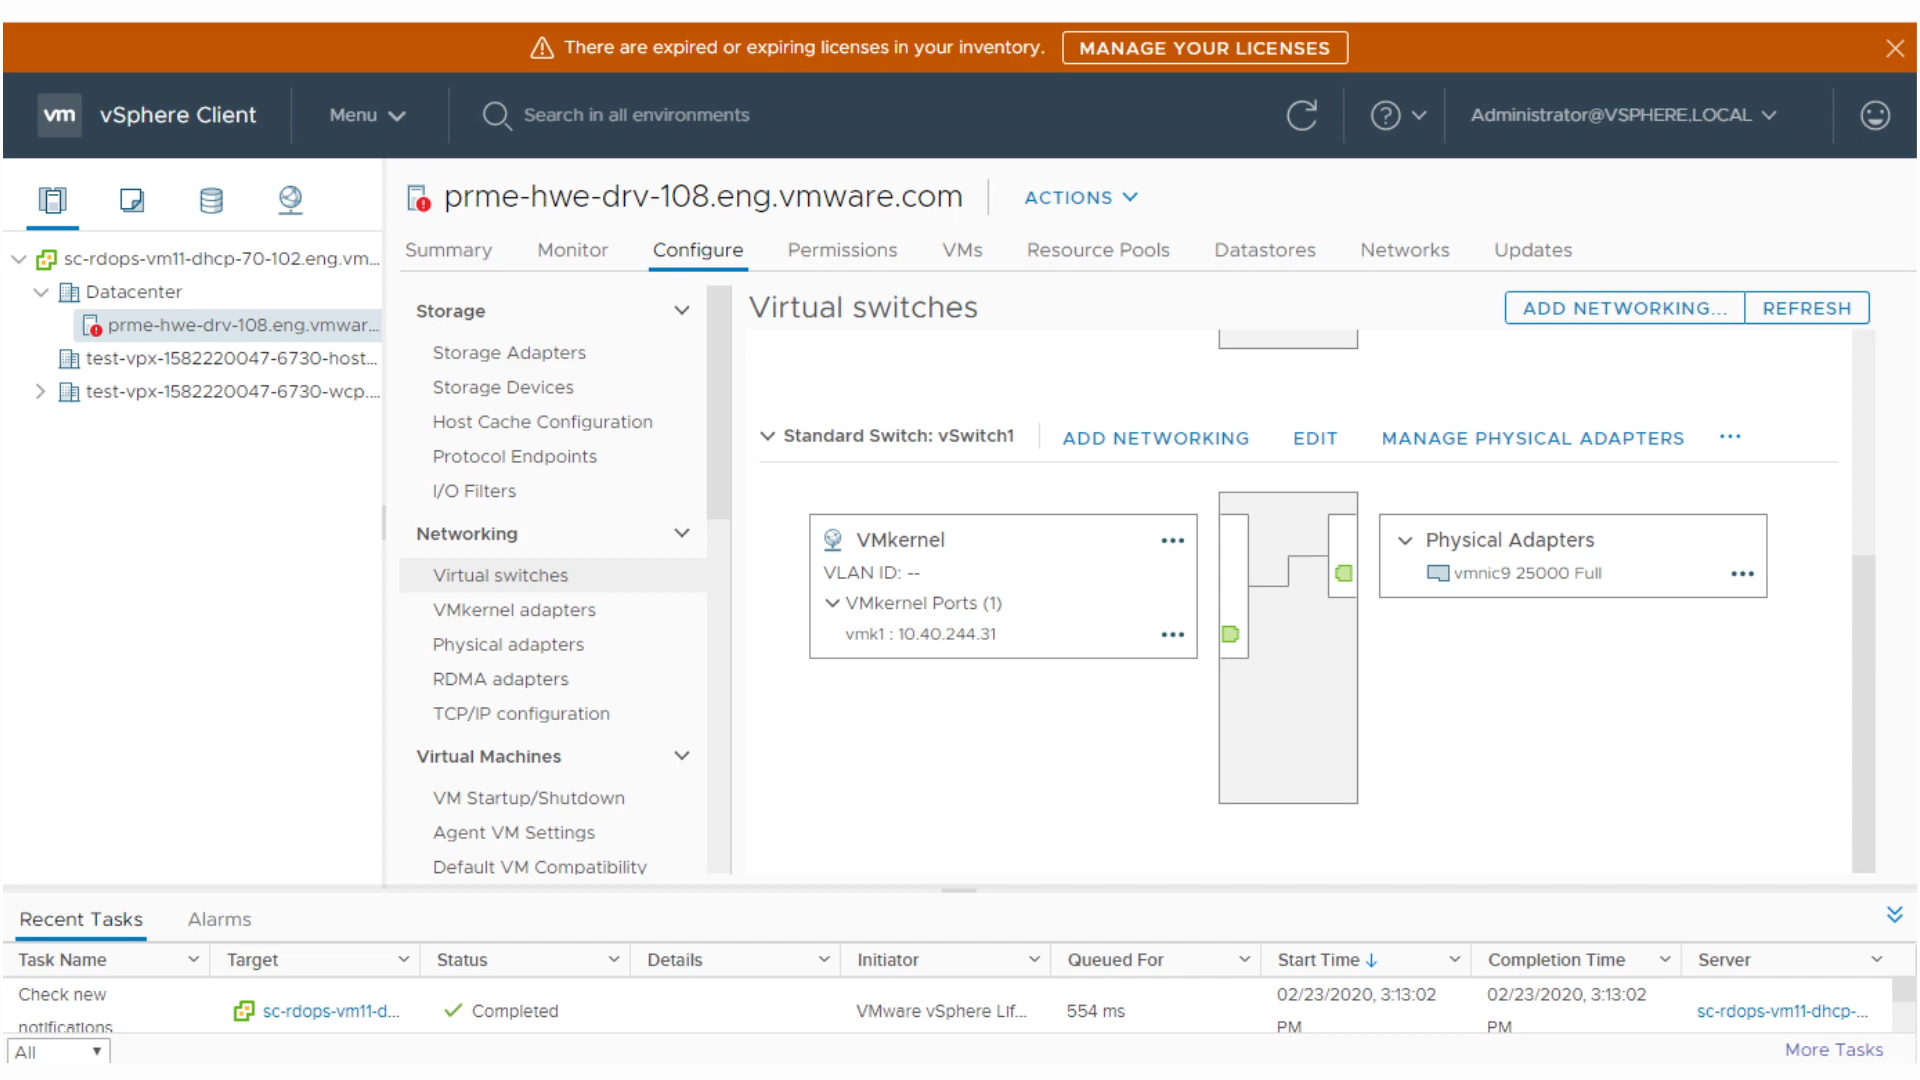 There are expired or expiring licenses in your inventory. MANAGE YOUR LICENSES
vm vSphere Client Menu Search in all environments Administrator@VSPHERE.LOCAL
prme-hwe-drv-108.eng.vmware.com ACTIONS
Summary Monitor Configure Permissions VMs Resource Pools Datastores Networks Updates
sc-rdops-vm11-dhcp-70-102.eng.vm...
Datacenter
prme-hwe-drv-108.eng.vmwar...
test-vpx-1582220047-6730-host...
test-vpx-1582220047-6730-wcp....
Storage
Storage Adapters
Storage Devices
Host Cache Configuration
Protocol Endpoints
I/O Filters
Networking
Virtual switches
VMkernel adapters
Physical adapters
RDMA adapters
TCP/IP configuration
Virtual Machines
VM Startup/Shutdown
Agent VM Settings
Default VM Compatibility
Virtual switches ADD NETWORKING... REFRESH
Standard Switch: vSwitch1 ADD NETWORKING EDIT MANAGE PHYSICAL ADAPTERS ...
VMkernel ...
VLAN ID: --
VMkernel Ports (1)
vmk1 : 10.40.244.31 ...
Physical Adapters
vmnic9 25000 Full ...
Recent Tasks Alarms
Task Name Target Status Details Initiator Queued For Start Time Completion Time Server
Check new
notifications
sc-rdops-vm11-d... Completed VMware vSphere Lif... 554 ms
02/23/2020, 3:13:02
PM
02/23/2020, 3:13:02
PM
sc-rdops-vm11-dhcp-...
All More Tasks